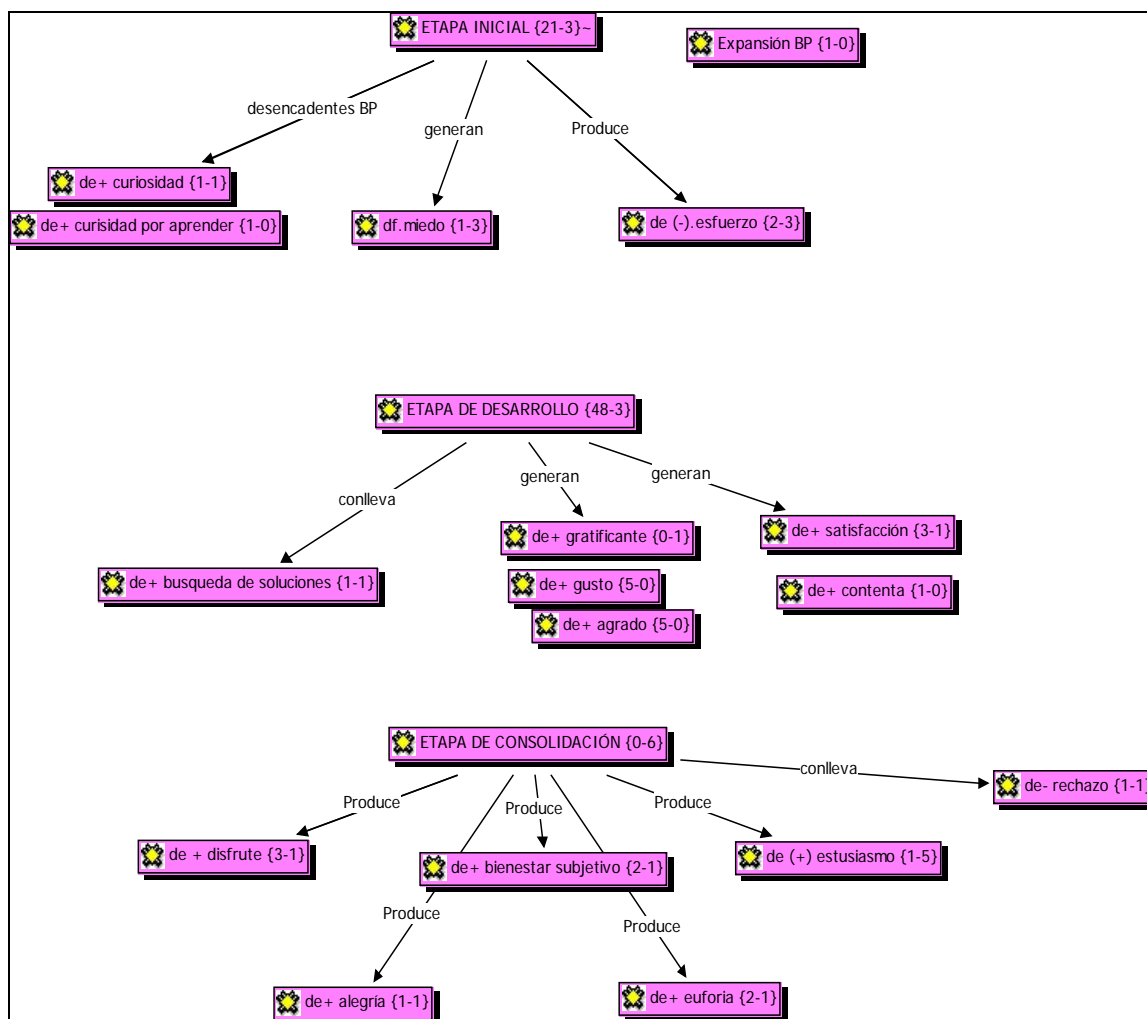 ETAPA INICIAL {21-3}~
Expansión BP {1-0}
desencadentes BP
generan
Produce
de+ curiosidad {1-1}
de+ curisidad por aprender {1-0}
df.miedo {1-3}
de (-).esfuerzo {2-3}
ETAPA DE DESARROLLO {48-3}
conlleva
generan
generan
de+ gratificante {0-1}
de+ satisfacción {3-1}
de+ busqueda de soluciones {1-1}
de+ gusto {5-0}
de+ contenta {1-0}
de+ agrado {5-0}
ETAPA DE CONSOLIDACIÓN {0-6}
conlleva
de- rechazo {1-1}
Produce
Produce
Produce
de + disfrute {3-1}
de+ bienestar subjetivo {2-1}
de (+) estusiasmo {1-5}
Produce
Produce
de+ alegría {1-1}
de+ euforia {2-1}